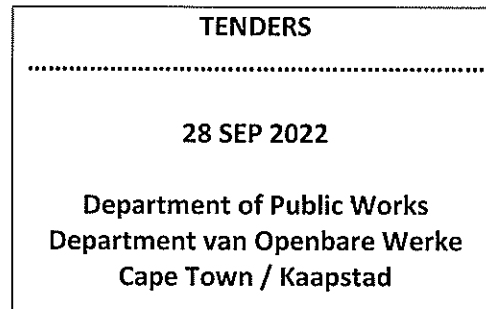 TENDERS
28 SEP 2022
Department of Public Works
Department van Openbare Werke
Cape Town / Kaapstad